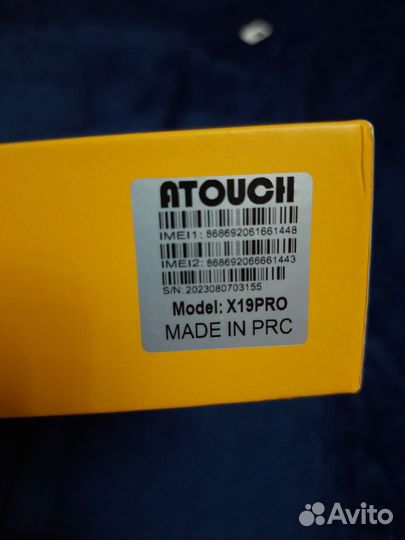 ATOUCH
IMEI1: 868692061661448
IMEI2: 868692066661443
S/N: 2023080703155
Model: X19PRO
MADE IN PRC
Avito